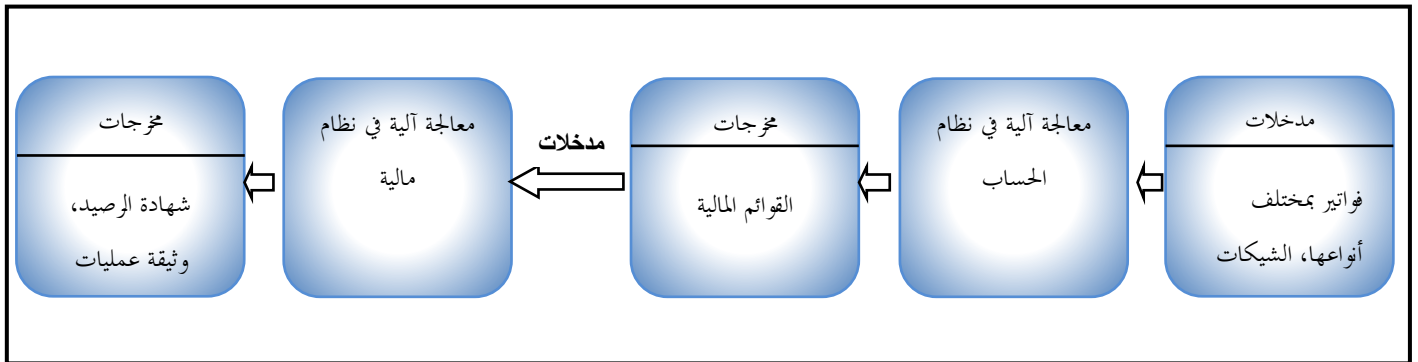 مدخلات
فواتير بمختلف
أنواعها، الشيكات
معالجة آلية في نظام
الحساب
مخرجات
القوائم المالية
مدخلات
معالجة آلية في نظام
مالية
مخرجات
شهادة الرصيد،
وثيقة عمليات